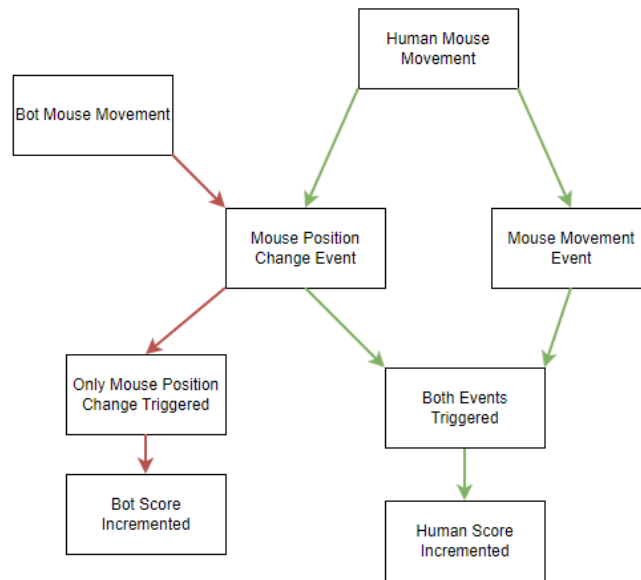 Human Mouse
Movement
Bot Mouse Movement
Mouse Position
Change Event
Mouse Movement
Event
Only Mouse Position
Change Triggered
Both Events
Triggered
Bot Score
Incremented
Human Score
Incremented